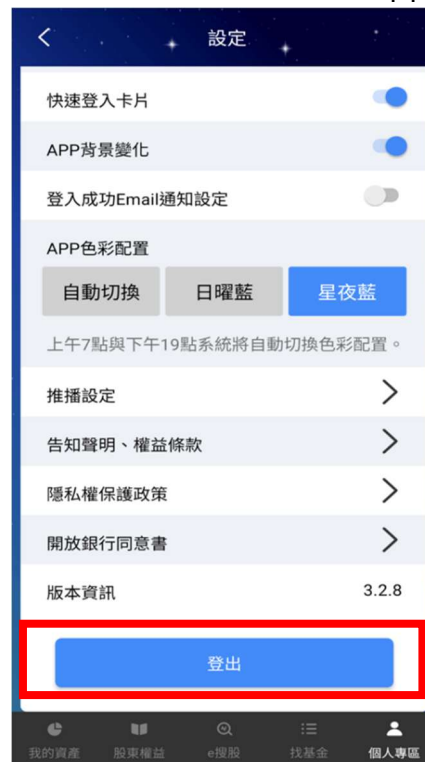 設定
快速登入卡片
APP背景變化
登入成功Email通知設定
APP色彩配置
自動切換 日曜藍 星夜藍
上午7點與下午19點系統將自動切換色彩配置。
推播設定
告知聲明、權益條款
隱私權保護政策
開放銀行同意書
版本資訊 3.2.8
登出
我的資產 股東權益 e搜股 找基金 個人專區